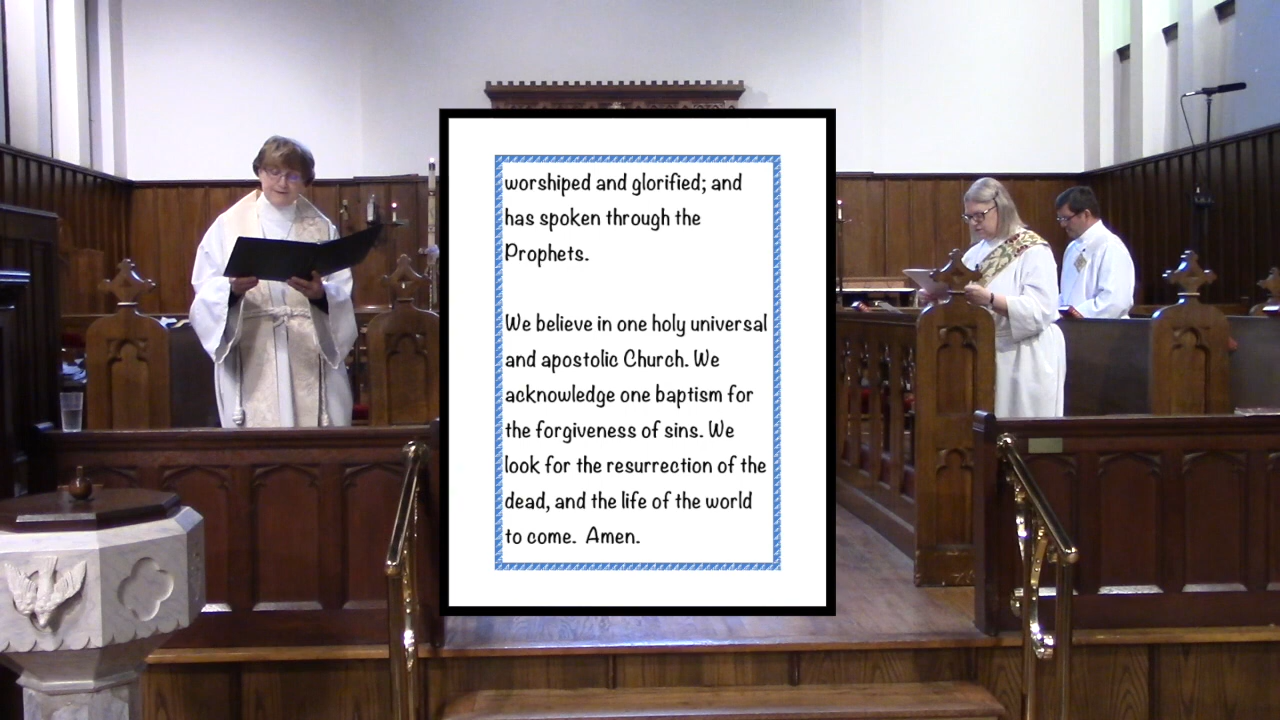 worshiped and glorified; and
has spoken through the
Prophets.
We believe in one holy universal
and apostolic Church. We
acknowledge one baptism for
the forgiveness of sins. We
look for the resurrection of the
dead, and the life of the world
to come. Amen.